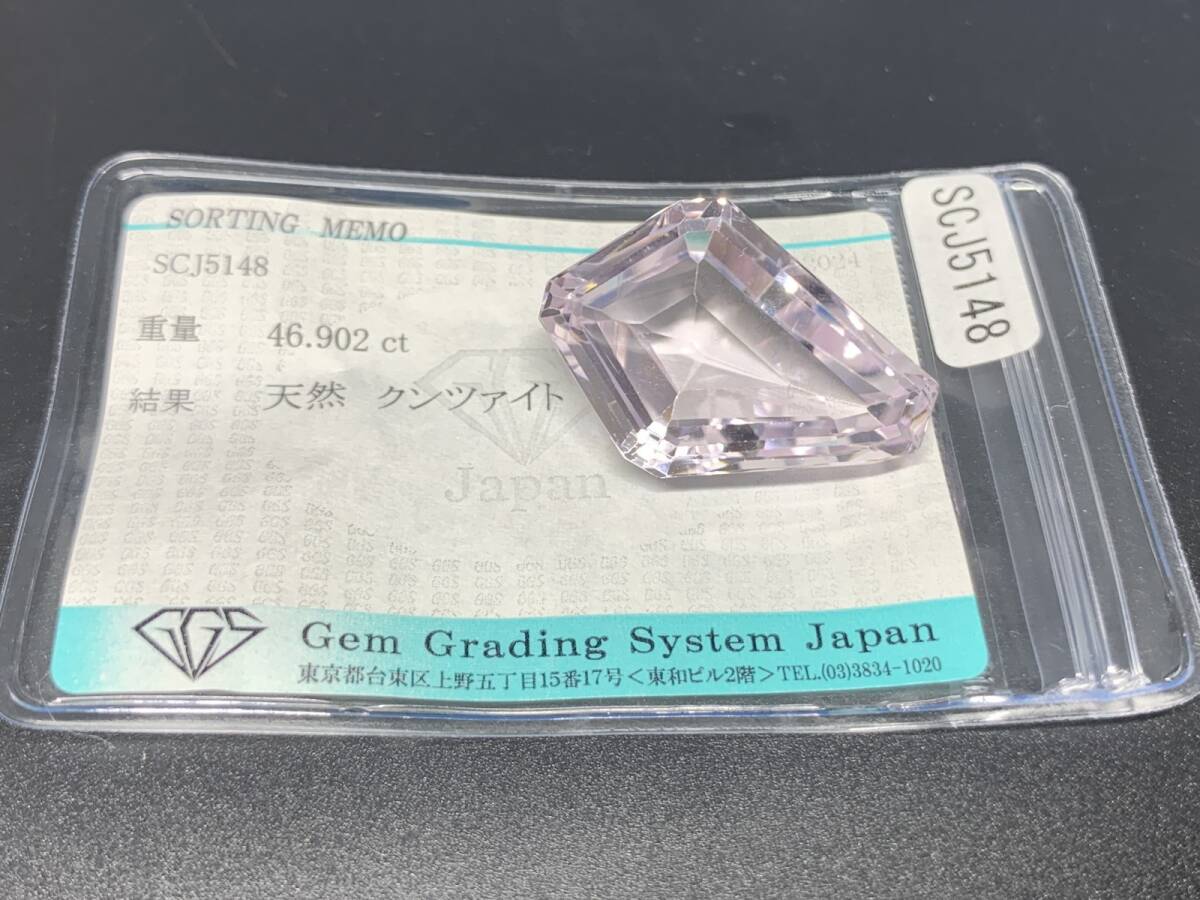 SORTING MEMO
SCJ5148
2024
重量 46.902 ct
結果 天然 クンツァイト
Japan
GGS
Gem Grading System Japan
東京都台東区上野五丁目15番17号<東和ビル2階>TEL.(03)3834-1020
SCJ5148